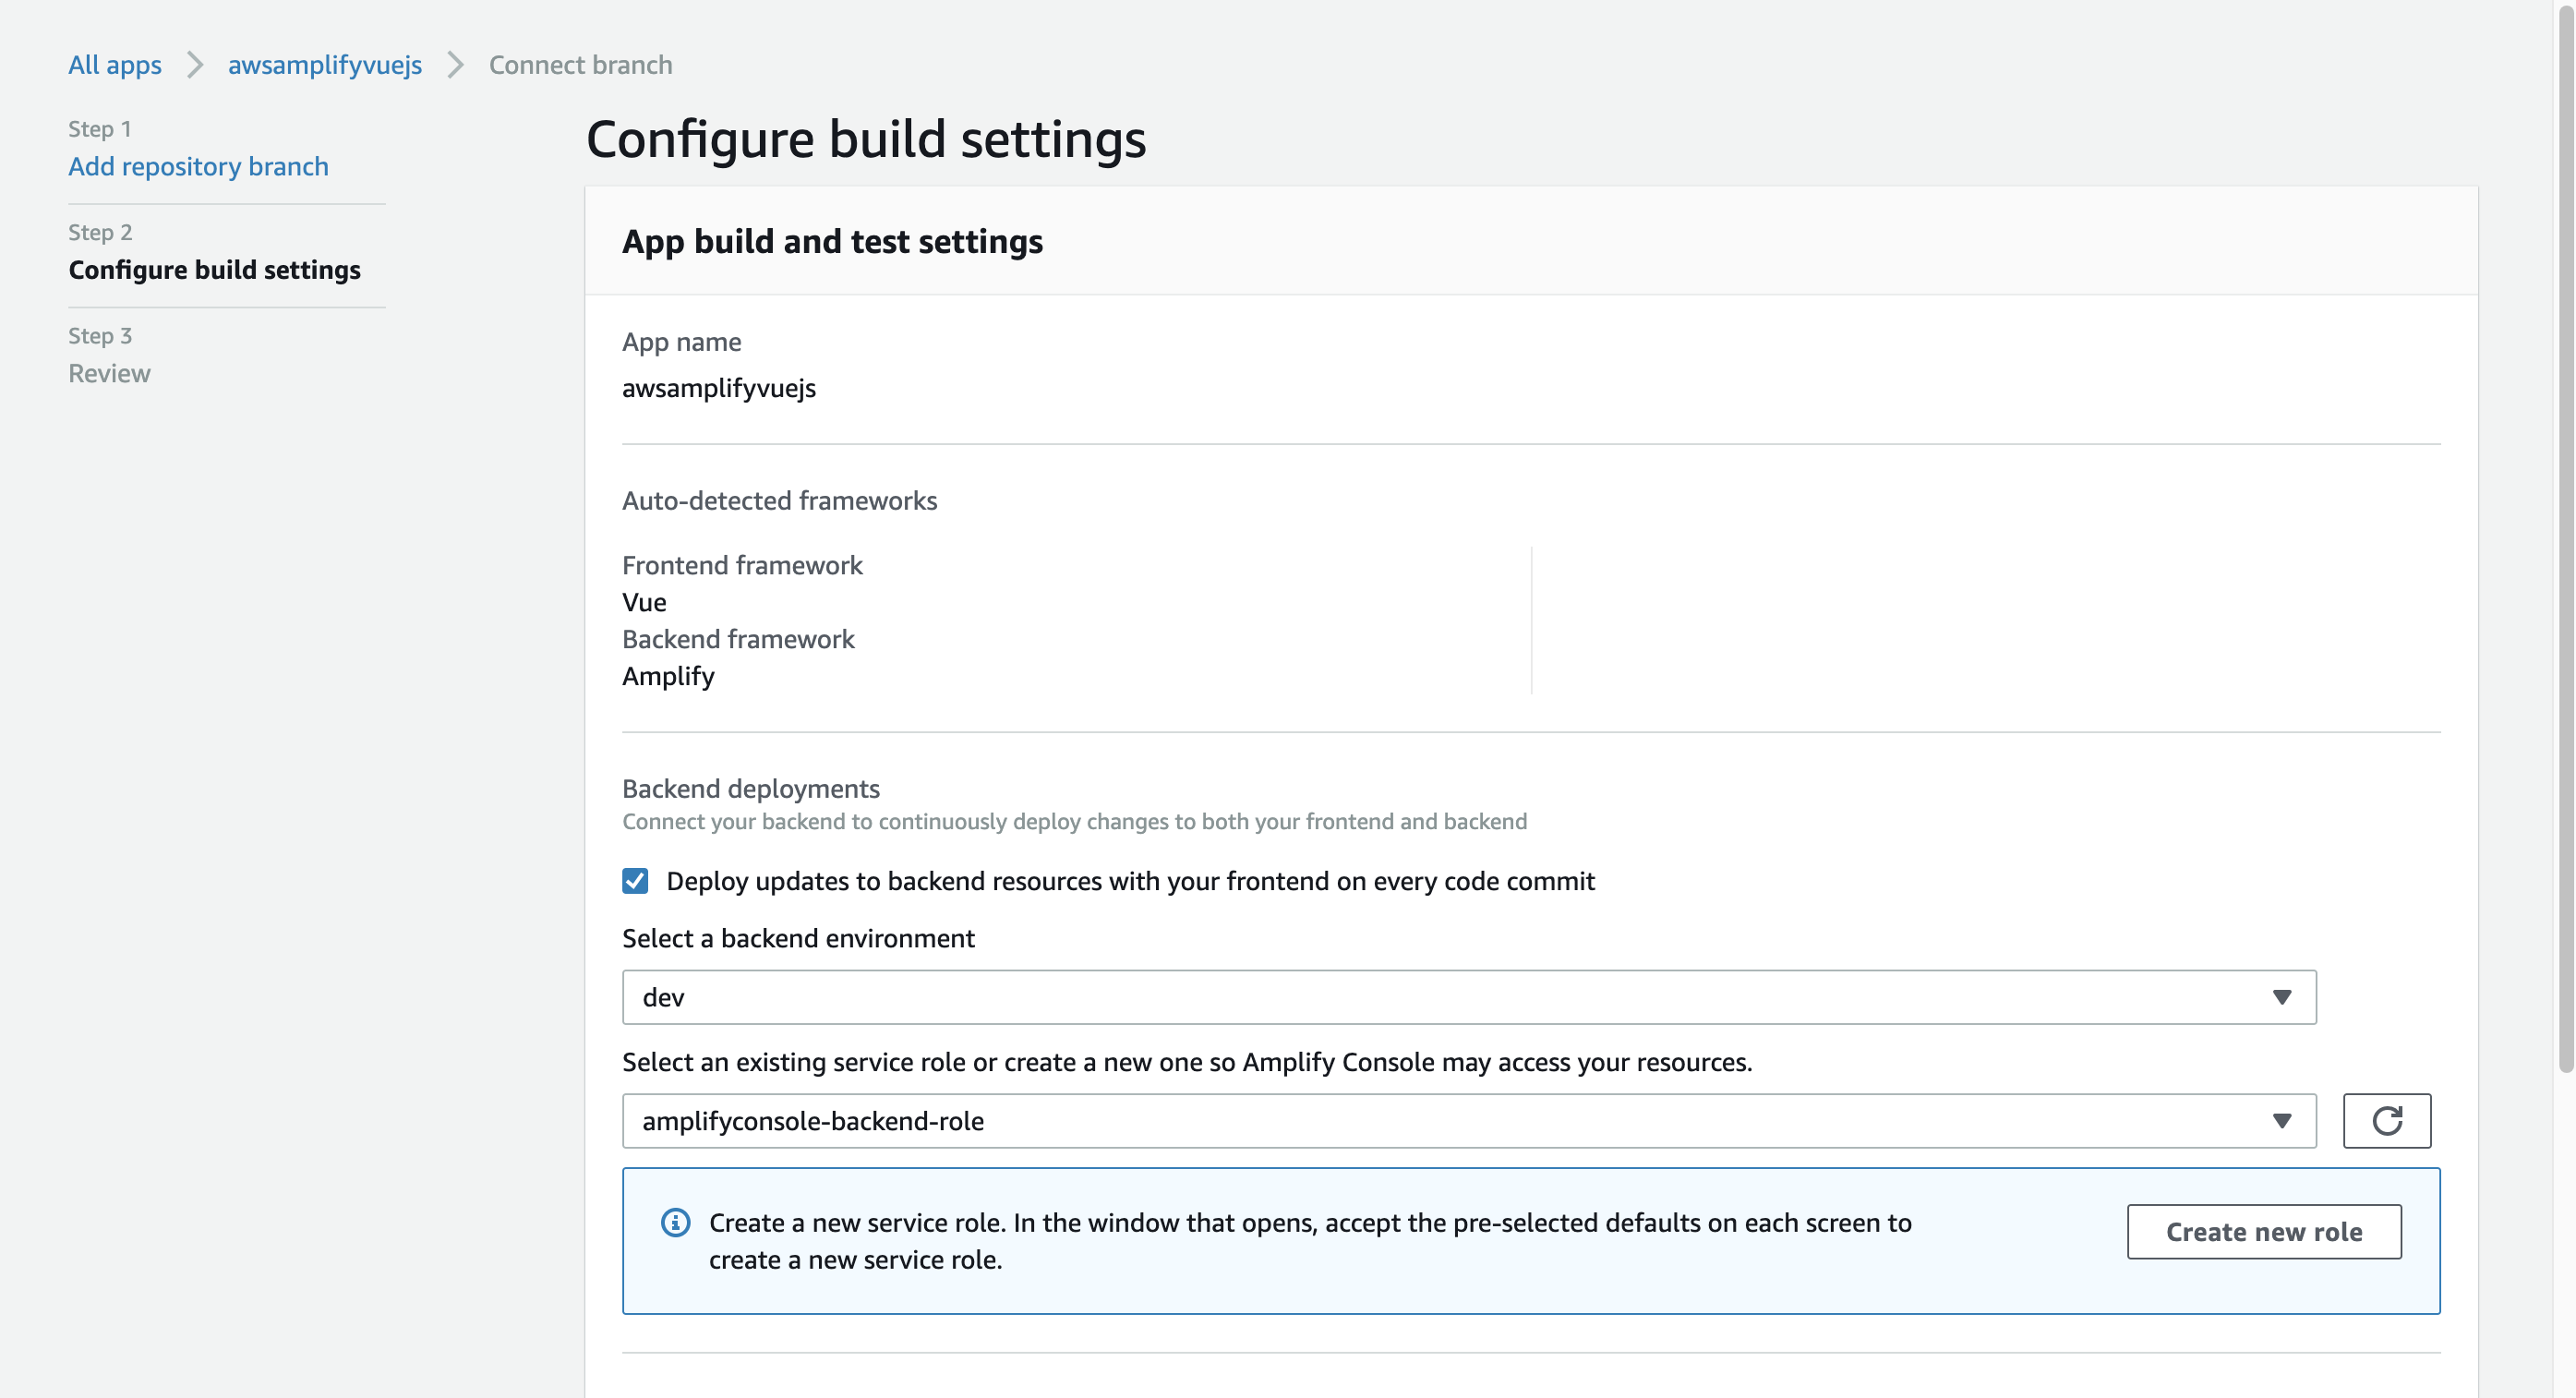 All apps > awsamplifyvuejs > Connect branch
Step 1
Add repository branch
Step 2
Configure build settings
Step 3
Review
Configure build settings
App build and test settings
App name
awsamplifyvuejs
Auto-detected frameworks
Frontend framework
Vue
Backend framework
Amplify
Backend deployments
Connect your backend to continuously deploy changes to both your frontend and backend
Deploy updates to backend resources with your frontend on every code commit
Select a backend environment
dev
Select an existing service role or create a new one so Amplify Console may access your resources.
amplifyconsole-backend-role
Create a new service role. In the window that opens, accept the pre-selected defaults on each screen to
create a new service role.
Create new role